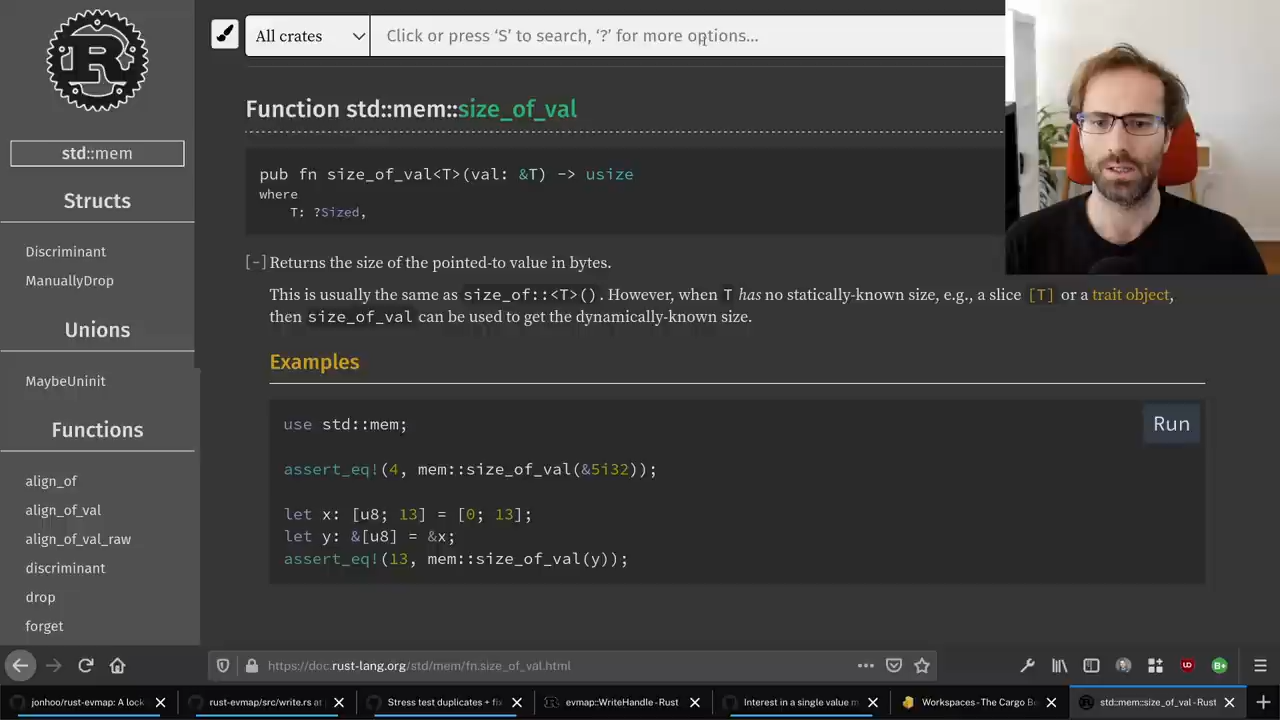 R
All crates
Click or press ‘S’ to search, ‘?’ for more options...
std::mem
Structs
Discriminant
ManuallyDrop
Unions
MaybeUninit
Functions
align_of
align_of_val
align_of_val_raw
discriminant
drop
forget
Function std::mem::size_of_val
pub fn size_of_val<T>(val: &T) -> usize
where
T: ?Sized,
[-] Returns the size of the pointed-to value in bytes.
This is usually the same as size_of::<T>(). However, when T has no statically-known size, e.g., a slice [T] or a trait object,
then size_of_val can be used to get the dynamically-known size.
Examples
Run
use std::mem;
assert_eq!(4, mem::size_of_val(&5i32));
let x: [u8; 13] = [0; 13];
let y: &[u8] = &x;
assert_eq!(13, mem::size_of_val(y));
https://doc.rust-lang.org/std/mem/fn.size_of_val.html
jonhoo/rust-evmap: A lock
rust-evmap/src/write.rs at
Stress test duplicates + fix
evmap::WriteHandle - Rust
Interest in a single value m
Workspaces - The Cargo B
std::mem::size_of_val - Rust